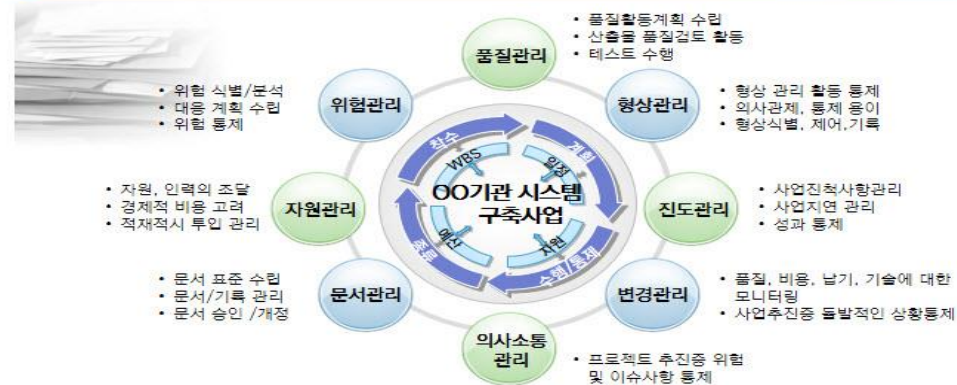 • 품질활동계획 수립
• 산출물 품질검토 활동
• 테스트 수행
품질관리
• 위험 식별/분석
• 대응 계획 수립
• 위험 통제
위험관리
형상관리
• 형상 관리 활동 통제
• 의사관제, 통제 용이
• 형상식별, 제어,기록
착수
계획
WBS
일정
• 자원, 인력의 조달
• 경제적 비용 고려
• 적재적시 투입 관리
자원관리
OO기관 시스템
구축사업
진도관리
• 사업진척사항관리
• 사업지연 관리
• 성과 통제
예산
자원
종료
수행/통제
• 문서 표준 수립
• 문서/기록 관리
• 문서 승인 /개정
문서관리
변경관리
• 품질, 비용, 납기, 기술에 대한
모니터링
• 사업추진중 돌발적인 상황통제
의사소통
관리
• 프로젝트 추진중 위험
및 이슈사항 통제